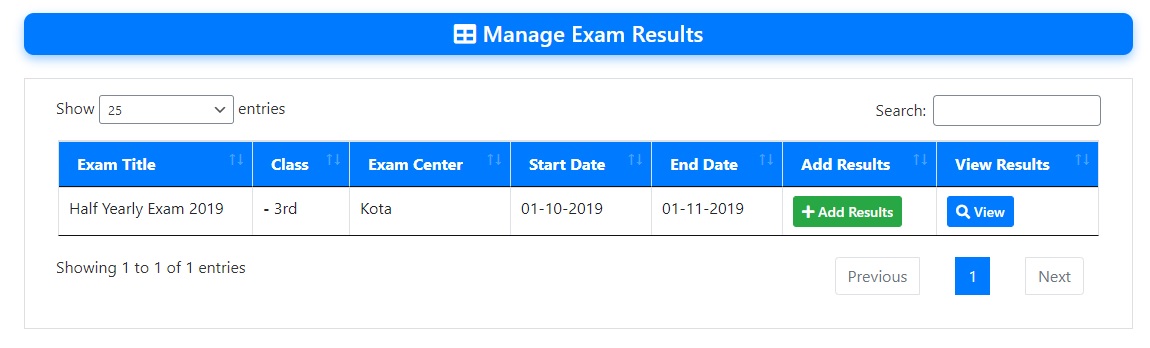 Manage Exam Results
Show 25 entries Search:
Exam Title Class Exam Center Start Date End Date Add Results View Results
Half Yearly Exam 2019 - 3rd Kota 01-10-2019 01-11-2019 Add Results View
Showing 1 to 1 of 1 entries Previous 1 Next